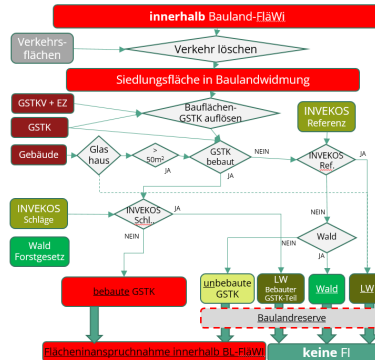 innerhalb Bauland-FläWi
Verkehrs-
flächen
Verkehr löschen
Siedlungsfläche in Baulandwidmung
GSTKV + EZ
GSTK
Bauflächen-
GSTK auflösen
INVEKOS
Referenz
Gebäude
Glas
haus
>
50m²
JA
GSTK
bebaut
NEIN
JA
INVEKOS
Ref.
JA
INVEKOS
Schläge
INVEKOS
Schl..
JA
NEIN
NEIN
Wald
Forstgesetz
Wald
NEIN
JA
bebaute GSTK
unbebaute
GSTK
LW
Bebauter
GSTK-Teil
Wald
LW
Baulandreserve
Flächeninanspruchnahme innerhalb BL-FläWi
keine FI